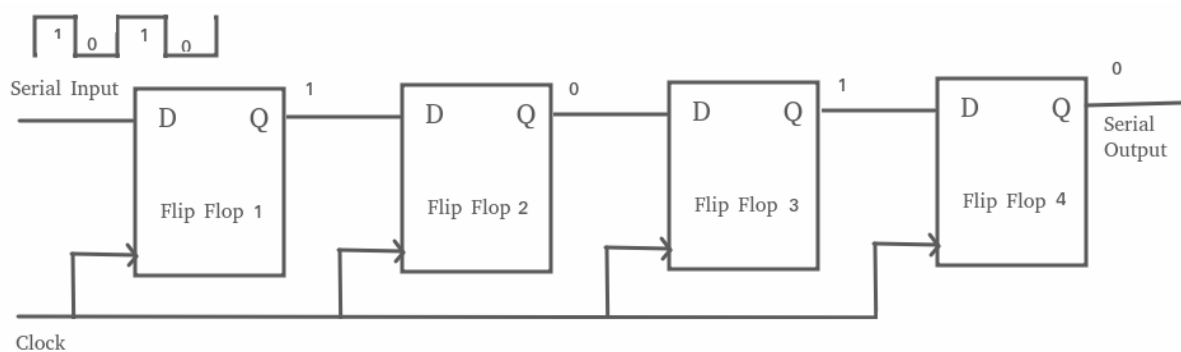 1 0 1 0
Serial Input
1
0
1
0
D Q
D Q
D Q
D Q
Serial
Output
Flip Flop 1
Flip Flop 2
Flip Flop 3
Flip Flop 4
Clock